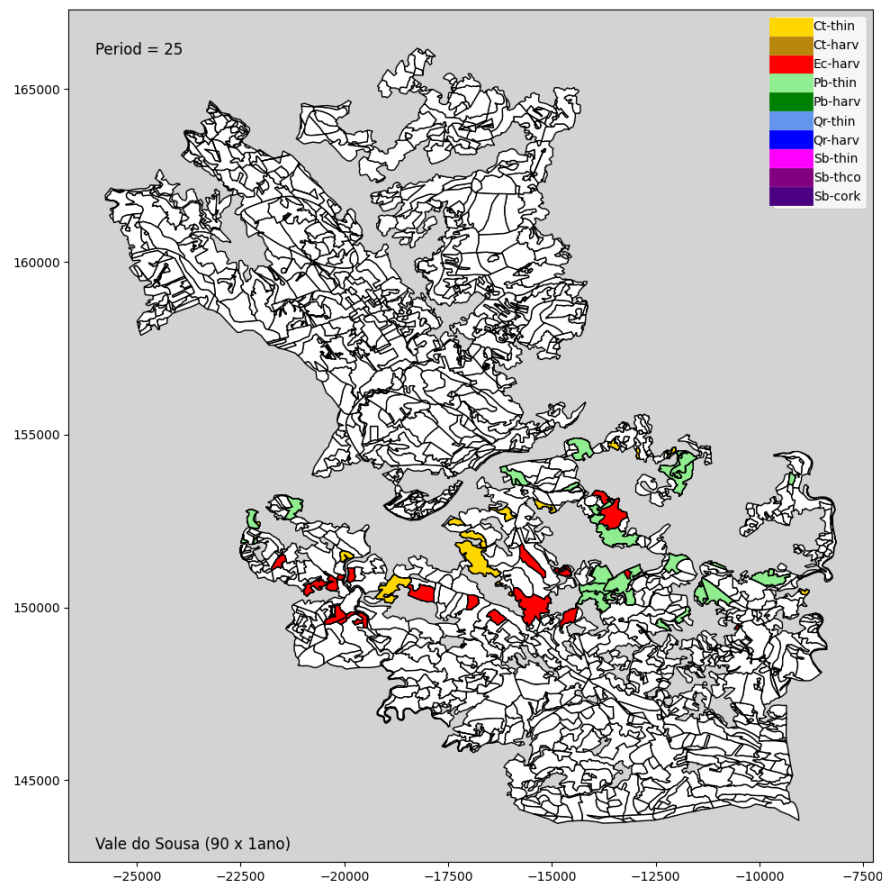 Period = 25
Ct-thin
Ct-harv
Ec-harv
Pb-thin
Pb-harv
Qr-thin
Qr-harv
Sb-thin
Sb-thco
Sb-cork
165000
160000
155000
150000
145000
Vale do Sousa (90 x 1ano)
−25000 −22500 −20000 −17500 −15000 −12500 −10000 −7500